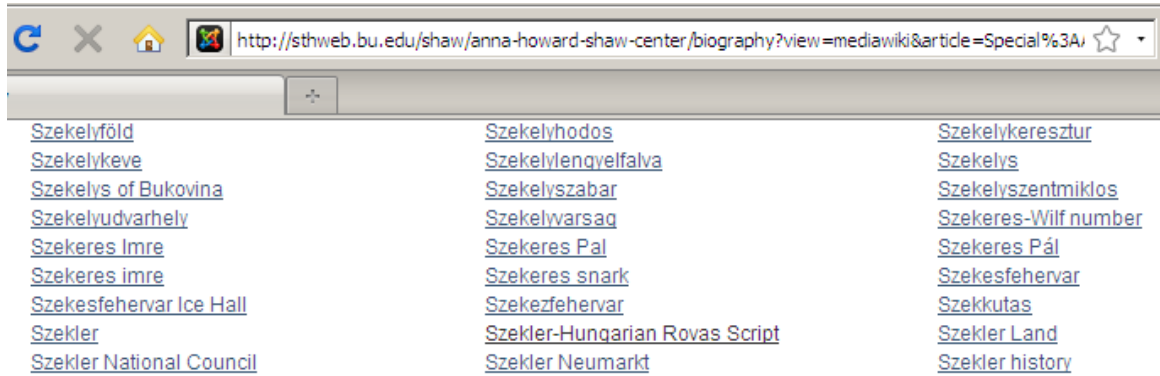 http://sthweb.bu.edu/shaw/anna-howard-shaw-center/biography?view=mediawiki&article=Special%3A
Szekelyföld Szekelyhodos Szekelykeresztur
Szekelykeve Szekelylengyelfalva Szekelys
Szekelys of Bukovina Szekelyszabar Szekelyszentmiklos
Szekelyudvarhely Szekelyvarsag Szekeres-Wilf number
Szekeres Imre Szekeres Pal Szekeres Pál
Szekeres imre Szekeres snark Szekesfehervar
Szekesfehervar Ice Hall Szekezfehervar Szekkutas
Szekler Szekler-Hungarian Rovas Script Szekler Land
Szekler National Council Szekler Neumarkt Szekler history